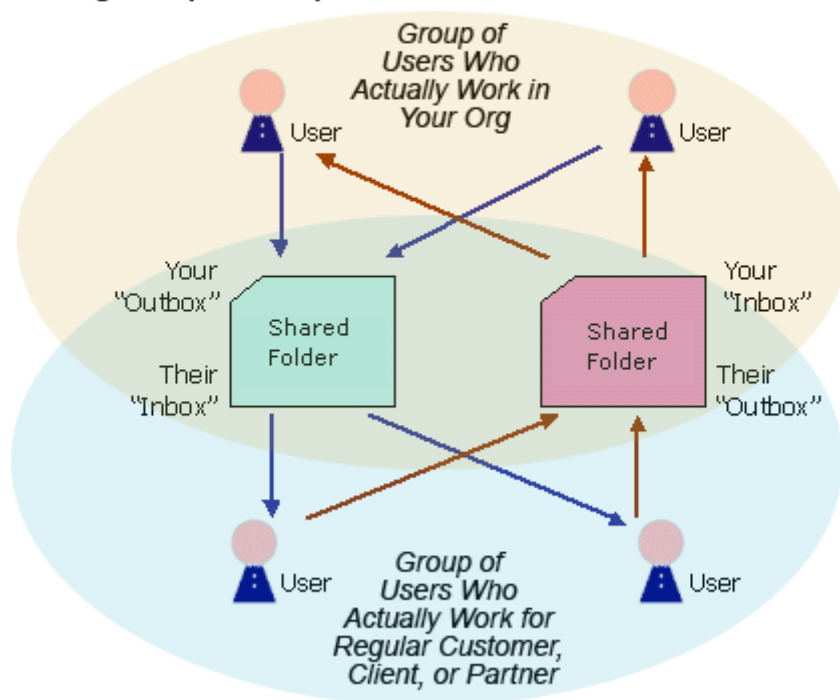 Group of
Users Who
Actually Work in
Your Org
User
User
Your
"Outbox"
Your
"Inbox"
Shared
Folder
Shared
Folder
Their
"Inbox"
Their
"Outbox"
User
User
Group of
Users Who
Actually Work for
Regular Customer,
Client, or Partner